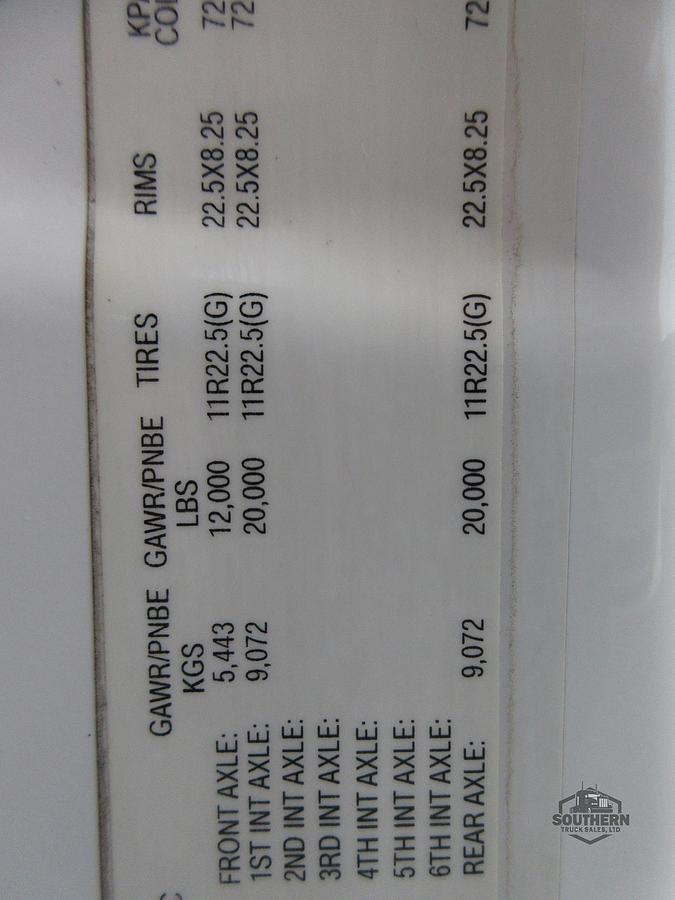 GAWR/PNBE GAWR/PNBE TIRES RIMS
KGS LBS
FRONT AXLE: 5,443 12,000 11R22.5(G) 22.5X8.25 72
1ST INT AXLE: 9,072 20,000 11R22.5(G) 22.5X8.25 72
2ND INT AXLE:
3RD INT AXLE:
4TH INT AXLE:
5TH INT AXLE:
6TH INT AXLE:
REAR AXLE: 9,072 20,000 11R22.5(G) 22.5X8.25 72
SOUTHERN
TRUCK SALES, LTD